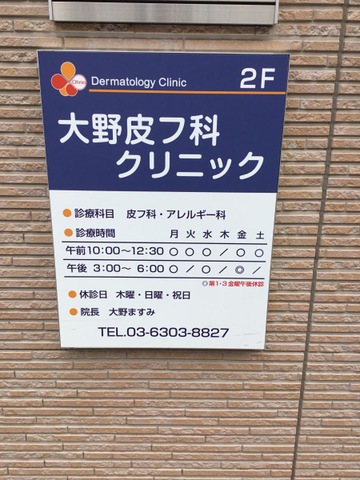 Clinic
Dermatology Clinic
2F
大野皮フ科
クリニック
●診療科目 皮フ科・アレルギー科
●診療時間 月 火 水 木 金 土
午前10:00～12:30 ○ ○ ○ ／ ○ ○
午後 3:00～ 6:00 ○ ／ ○ ／ ◎ ／
◎第1・3金曜午後休診
●休診日 木曜・日曜・祝日
●院長 大野ますみ
TEL.03-6303-8827